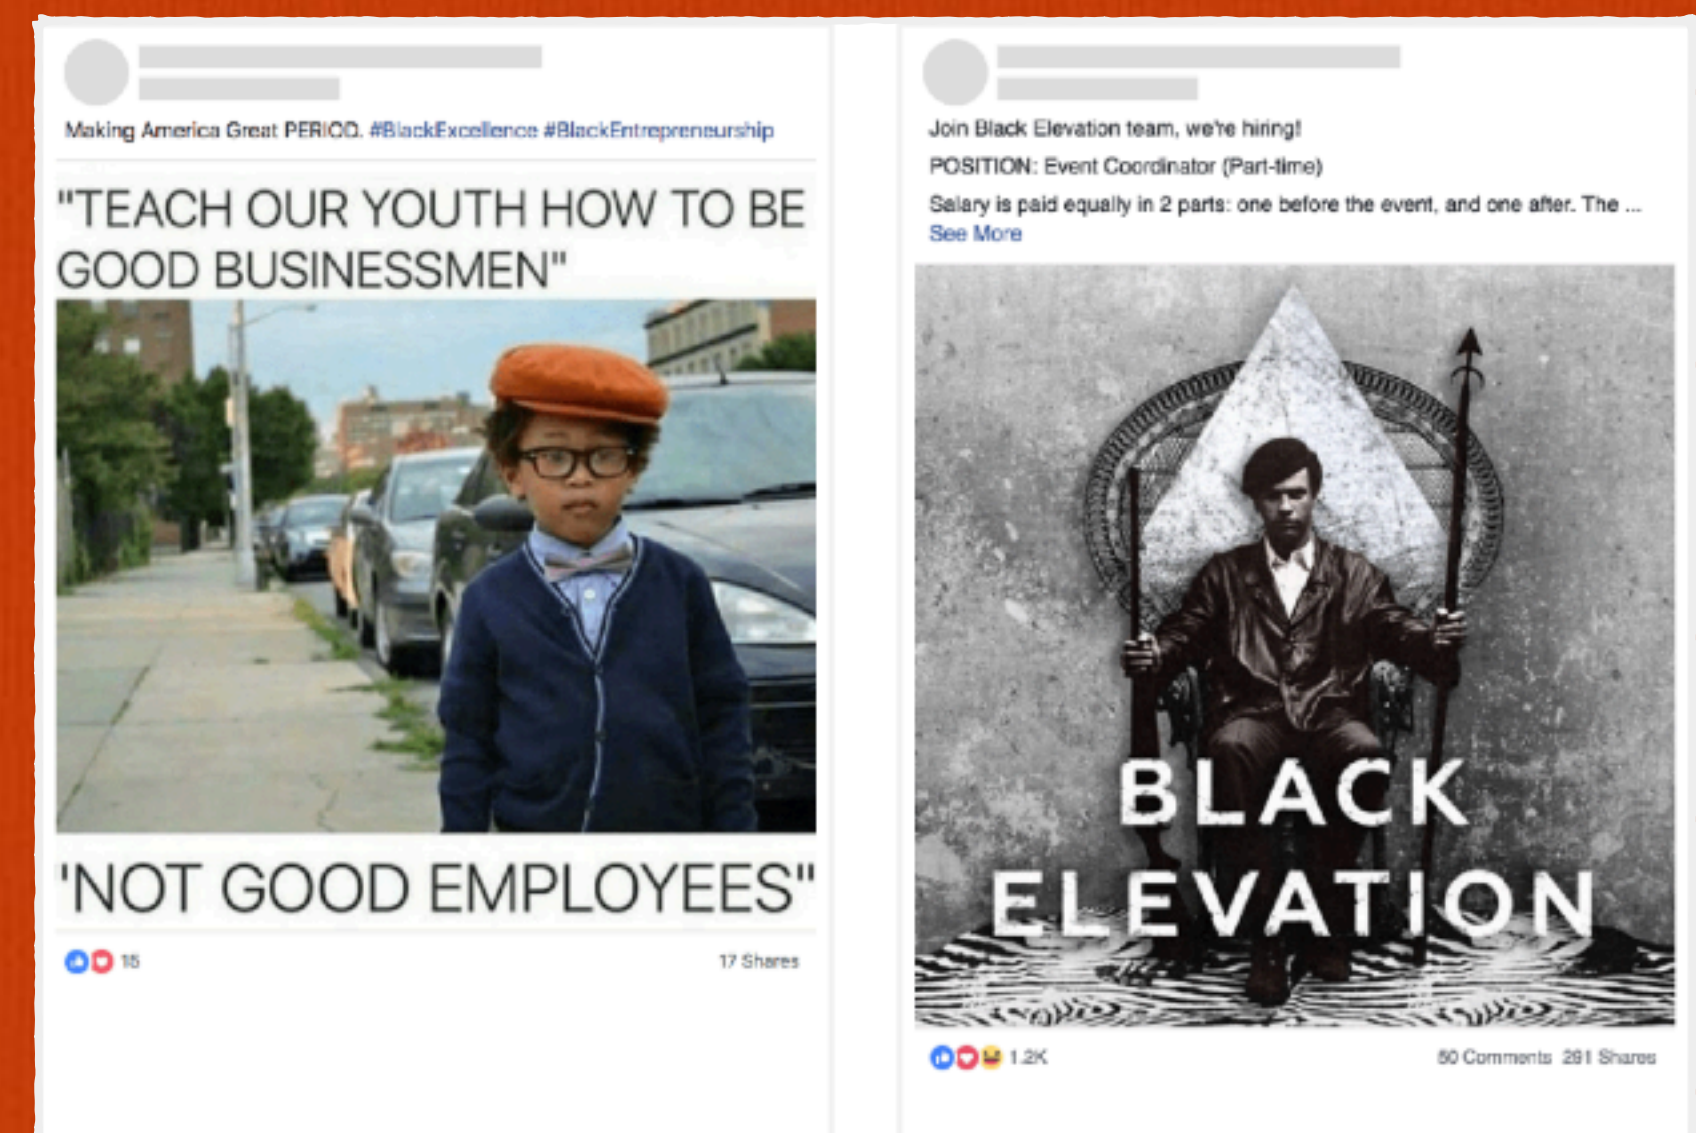 Making America Great PERIOD. #BlackExcellence #BlackEntrepreneurship
"TEACH OUR YOUTH HOW TO BE
GOOD BUSINESSMEN"
'NOT GOOD EMPLOYEES"
15
17 Shares
Join Black Elevation team, we're hiring!
POSITION: Event Coordinator (Part-time)
Salary is paid equally in 2 parts: one before the event, and one after. The ...
See More
BLACK
ELEVATION
1.2K
50 Comments 291 Shares